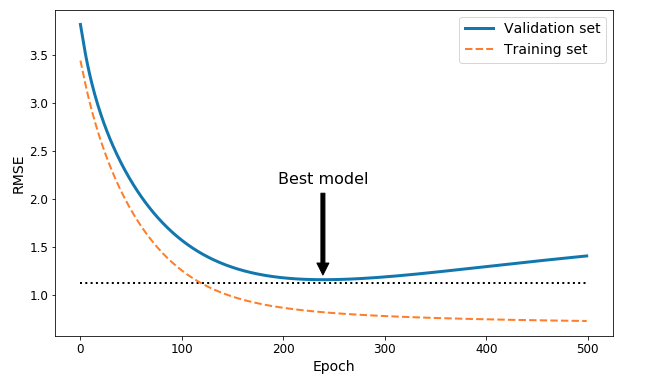 Validation set
Training set
3.5
3.0
2.5
2.0
1.5
1.0
RMSE
Best model
0 100 200 300 400 500
Epoch